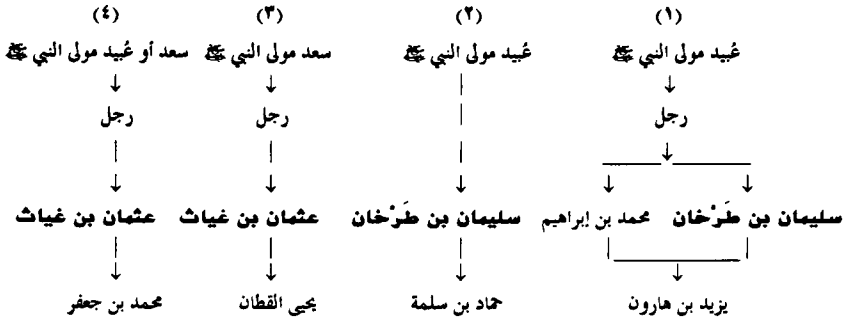 (١) (٢) (٣) (٤)
عُبيد مولى النبي ﷺ عُبيد مولى النبي ﷺ سعد مولى النبي ﷺ سعد أو عُبيد مولى النبي ﷺ
رجل رجل رجل
سليمان بن طَرْخان محمد بن إبراهيم سليمان بن طَرْخان عثمان بن غياث عثمان بن غياث
يزيد بن هارون حماد بن سلمة يحيى القطان محمد بن جعفر